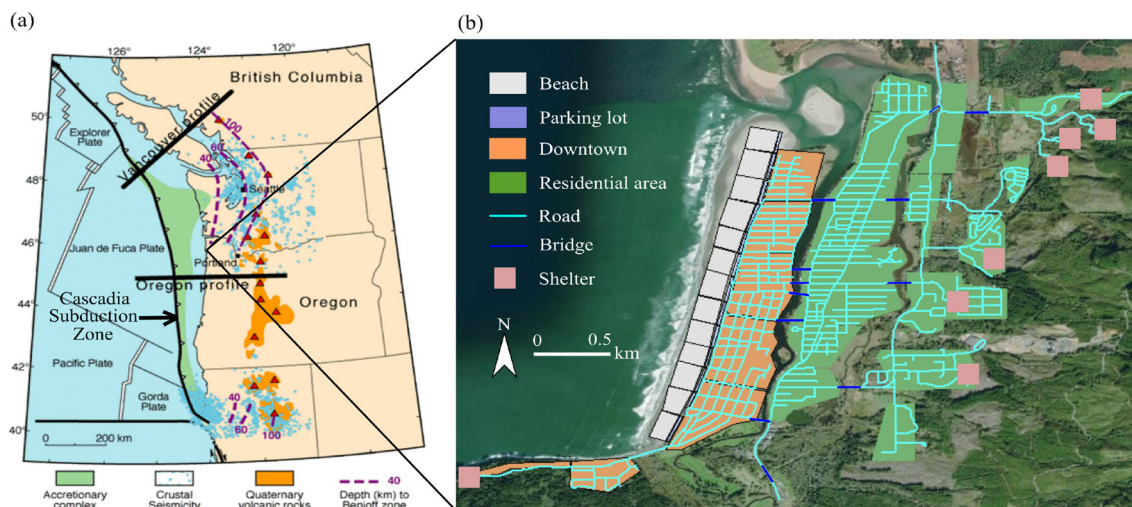 (a)
126°
124°
120°
British Columbia
50°
Explorer
Plate
Vancouver profile
100
60
40
48°
Seattle
46°
Juan de Fuca Plate
Portland
Oregon profile
Cascadia
Subduction
Zone
Oregon
44°
Pacific Plate
42°
Gorda
Plate
40
60
100
40°
0 200 km
Accretionary
complex
Crustal
Seismicity
Quaternary
volcanic rocks
40
Depth (km) to
Benioff zone
(b)
Beach
Parking lot
Downtown
Residential area
Road
Bridge
Shelter
N
0 0.5
km